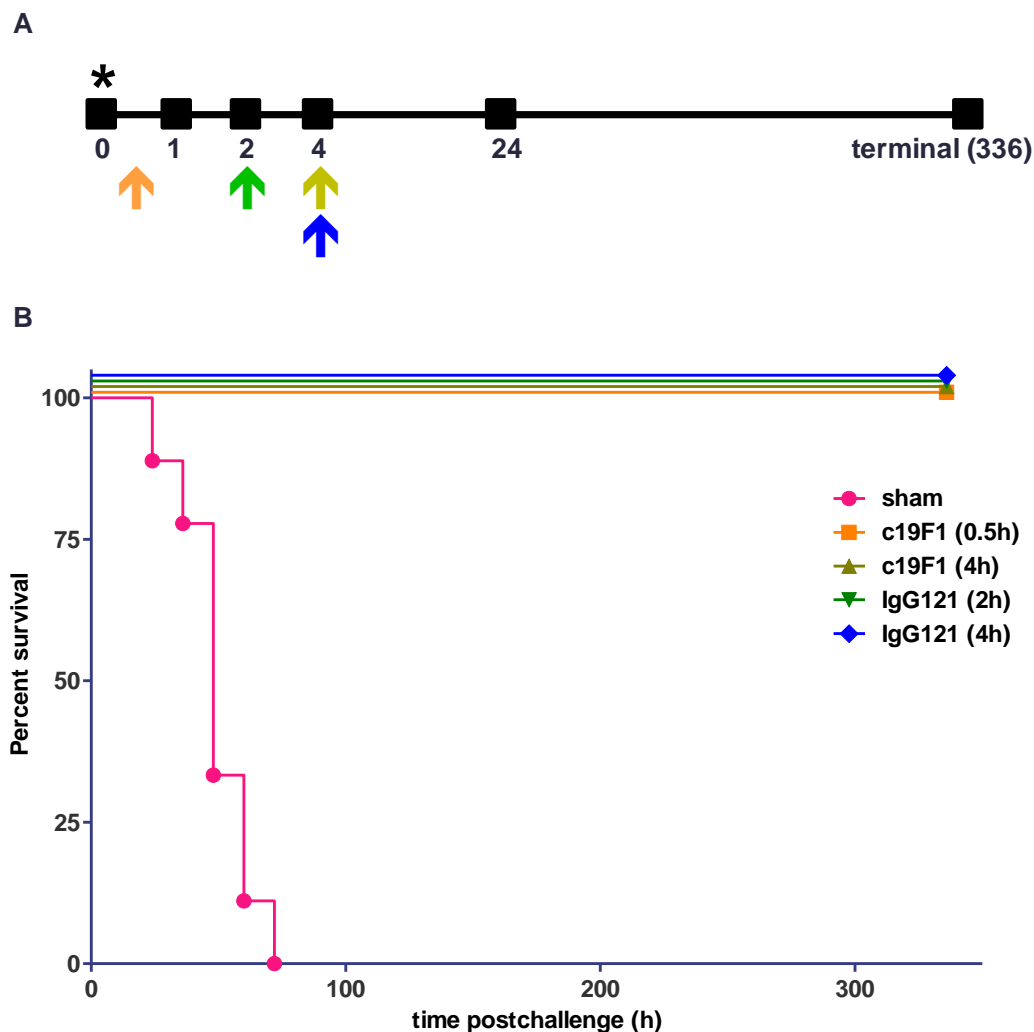 A
*
0 1 2 4 24 terminal (336)
B
100
75
50
25
0
Percent survival
sham
c19F1 (0.5h)
c19F1 (4h)
IgG121 (2h)
IgG121 (4h)
0 100 200 300
time postchallenge (h)